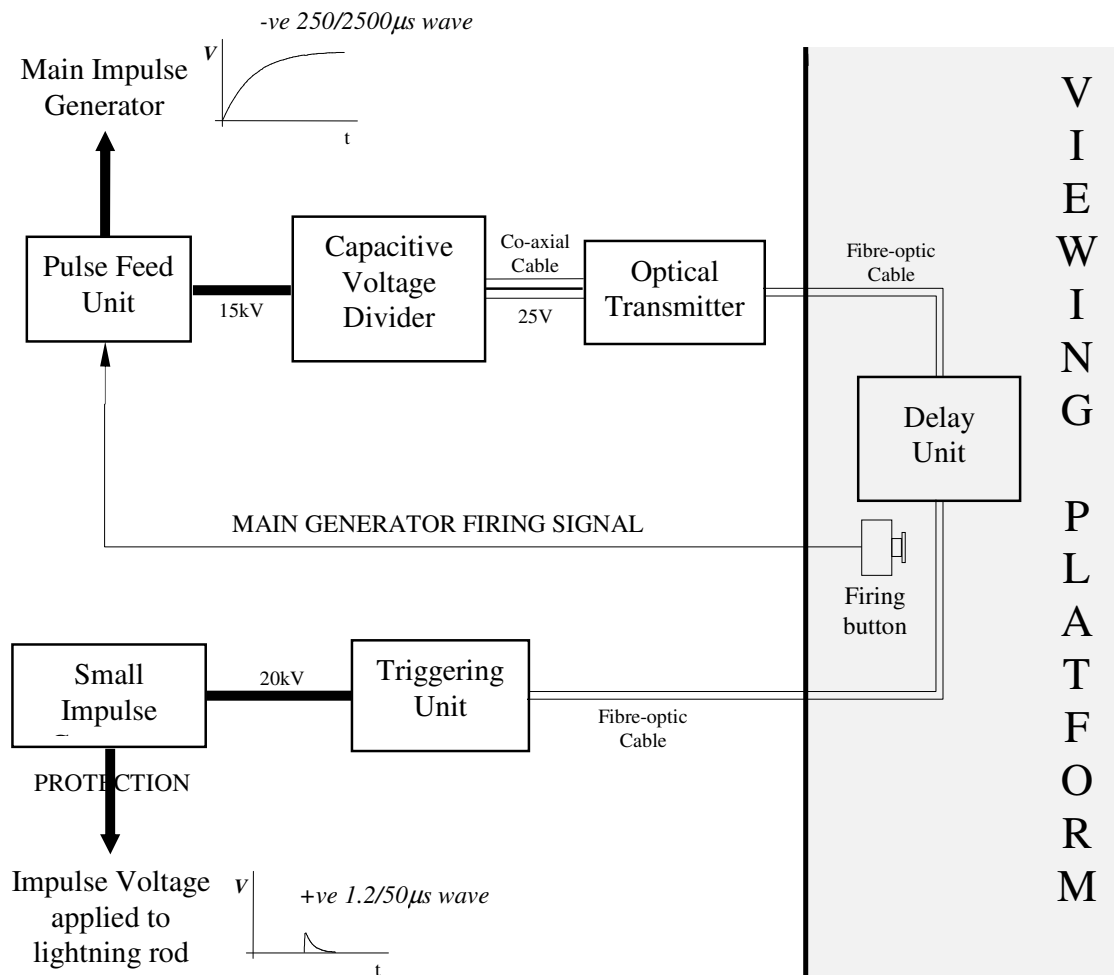 -ve 250/2500μs wave
V
t
Main Impulse
Generator
Pulse Feed
Unit
15kV
Capacitive
Voltage
Divider
Co-axial
Cable
25V
Optical
Transmitter
Fibre-optic
Cable
Delay
Unit
MAIN GENERATOR FIRING SIGNAL
Firing
button
Small
Impulse
20kV
Triggering
Unit
Fibre-optic
Cable
PROTECTION
Impulse Voltage
applied to
lightning rod
V
+ve 1.2/50μs wave
t
VIEWING PLATFORM